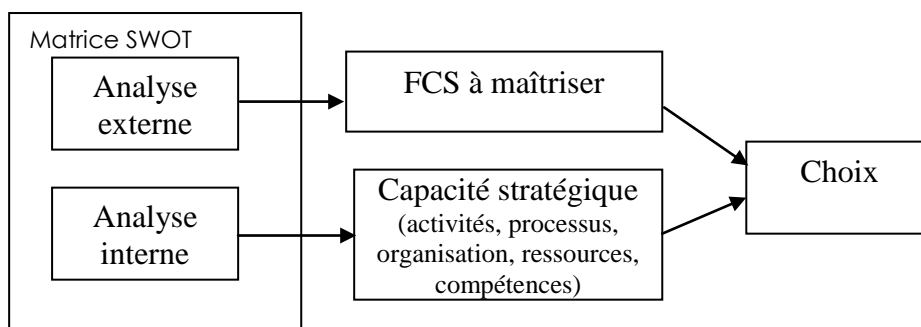 Matrice SWOT
Analyse
externe
FCS à maîtriser
Choix
Analyse
interne
Capacité stratégique
(activités, processus,
organisation, ressources,
compétences)